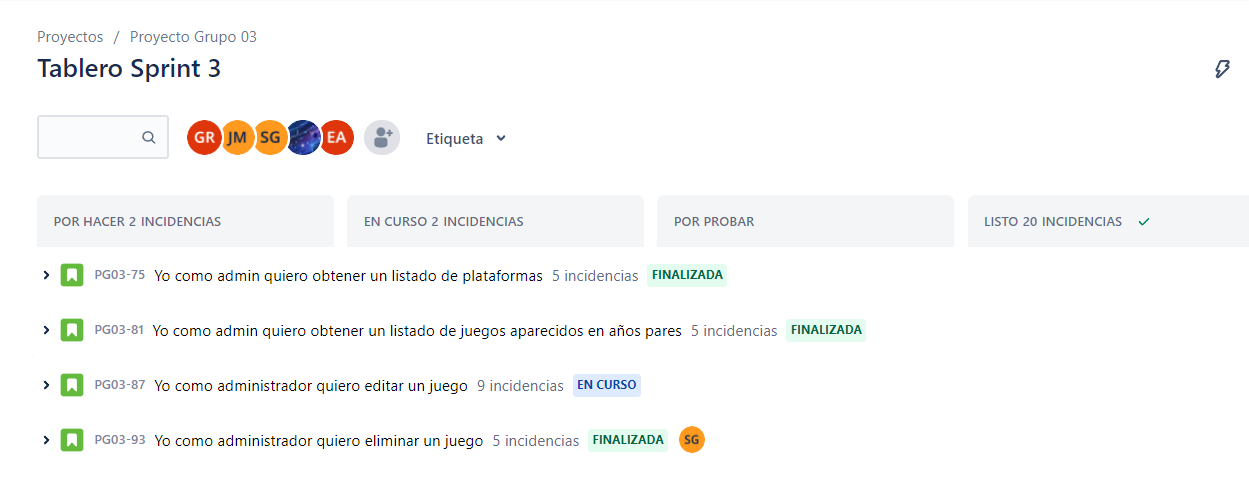 Proyectos / Proyecto Grupo 03
Tablero Sprint 3
GR JM SG EA Etiqueta
POR HACER 2 INCIDENCIAS EN CURSO 2 INCIDENCIAS POR PROBAR LISTO 20 INCIDENCIAS
PG03-75 Yo como admin quiero obtener un listado de plataformas 5 incidencias FINALIZADA
PG03-81 Yo como admin quiero obtener un listado de juegos aparecidos en años pares 5 incidencias FINALIZADA
PG03-87 Yo como administrador quiero editar un juego 9 incidencias EN CURSO
PG03-93 Yo como administrador quiero eliminar un juego 5 incidencias FINALIZADA SG